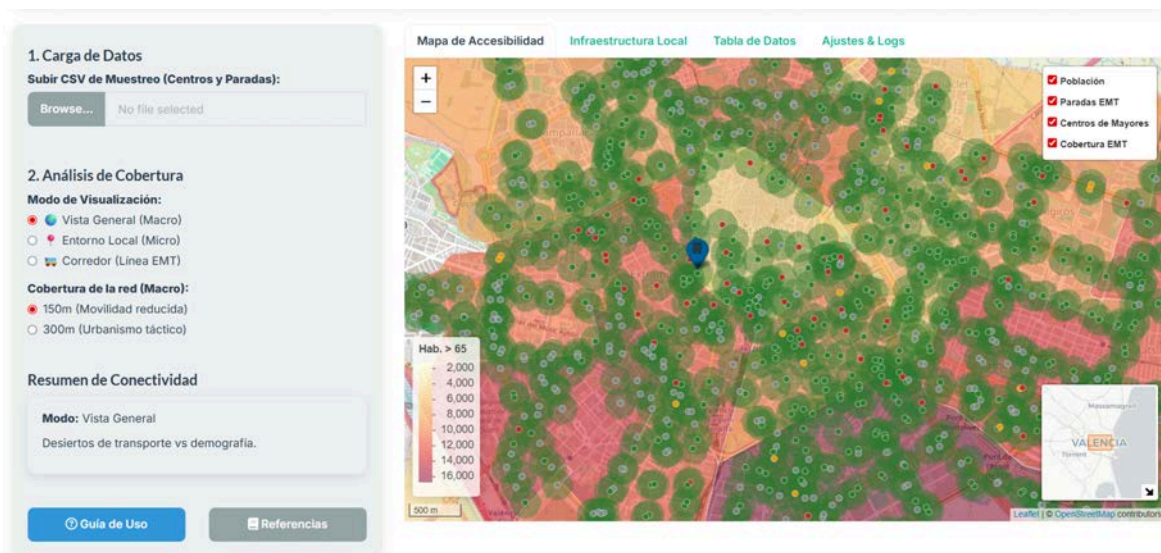 1. Carga de Datos
Subir CSV de Muestreo (Centros y Paradas):
Browse...
No file selected
2. Análisis de Cobertura
Modo de Visualización:
Vista General (Macro)
Entorno Local (Micro)
Corredor (Línea EMT)
Cobertura de la red (Macro):
150m (Movilidad reducida)
300m (Urbanismo táctico)
Resumen de Conectividad
Modo: Vista General
Desiertos de transporte vs demografía.
Guía de Uso
Referencias
Mapa de Accesibilidad
Infraestructura Local
Tabla de Datos
Ajustes & Logs
+
−
Población
Paradas EMT
Centros de Mayores
Cobertura EMT
Hab. > 65
2,000
4,000
6,000
8,000
10,000
12,000
14,000
16,000
500 m
Massamagrell
VALENCIA
Torrent
Leaflet | © OpenStreetMap contributors